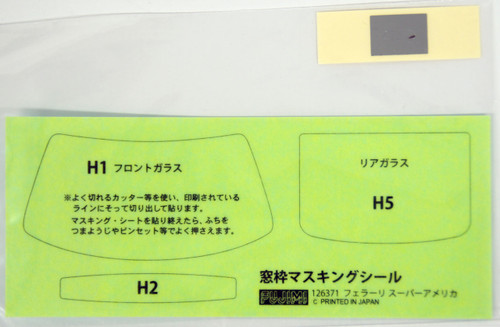 H1 フロントガラス
※よく切れるカッター等を使い、印刷されている
ラインにそって切り出して貼ります。
マスキング・シートを貼り終えたら、ふちを
つまようじやピンセット等でよく押さえます。
リアガラス
H5
H2
窓枠マスキングシール
FUJIMI 126371 フェラーリ スーパーアメリカ
© PRINTED IN JAPAN